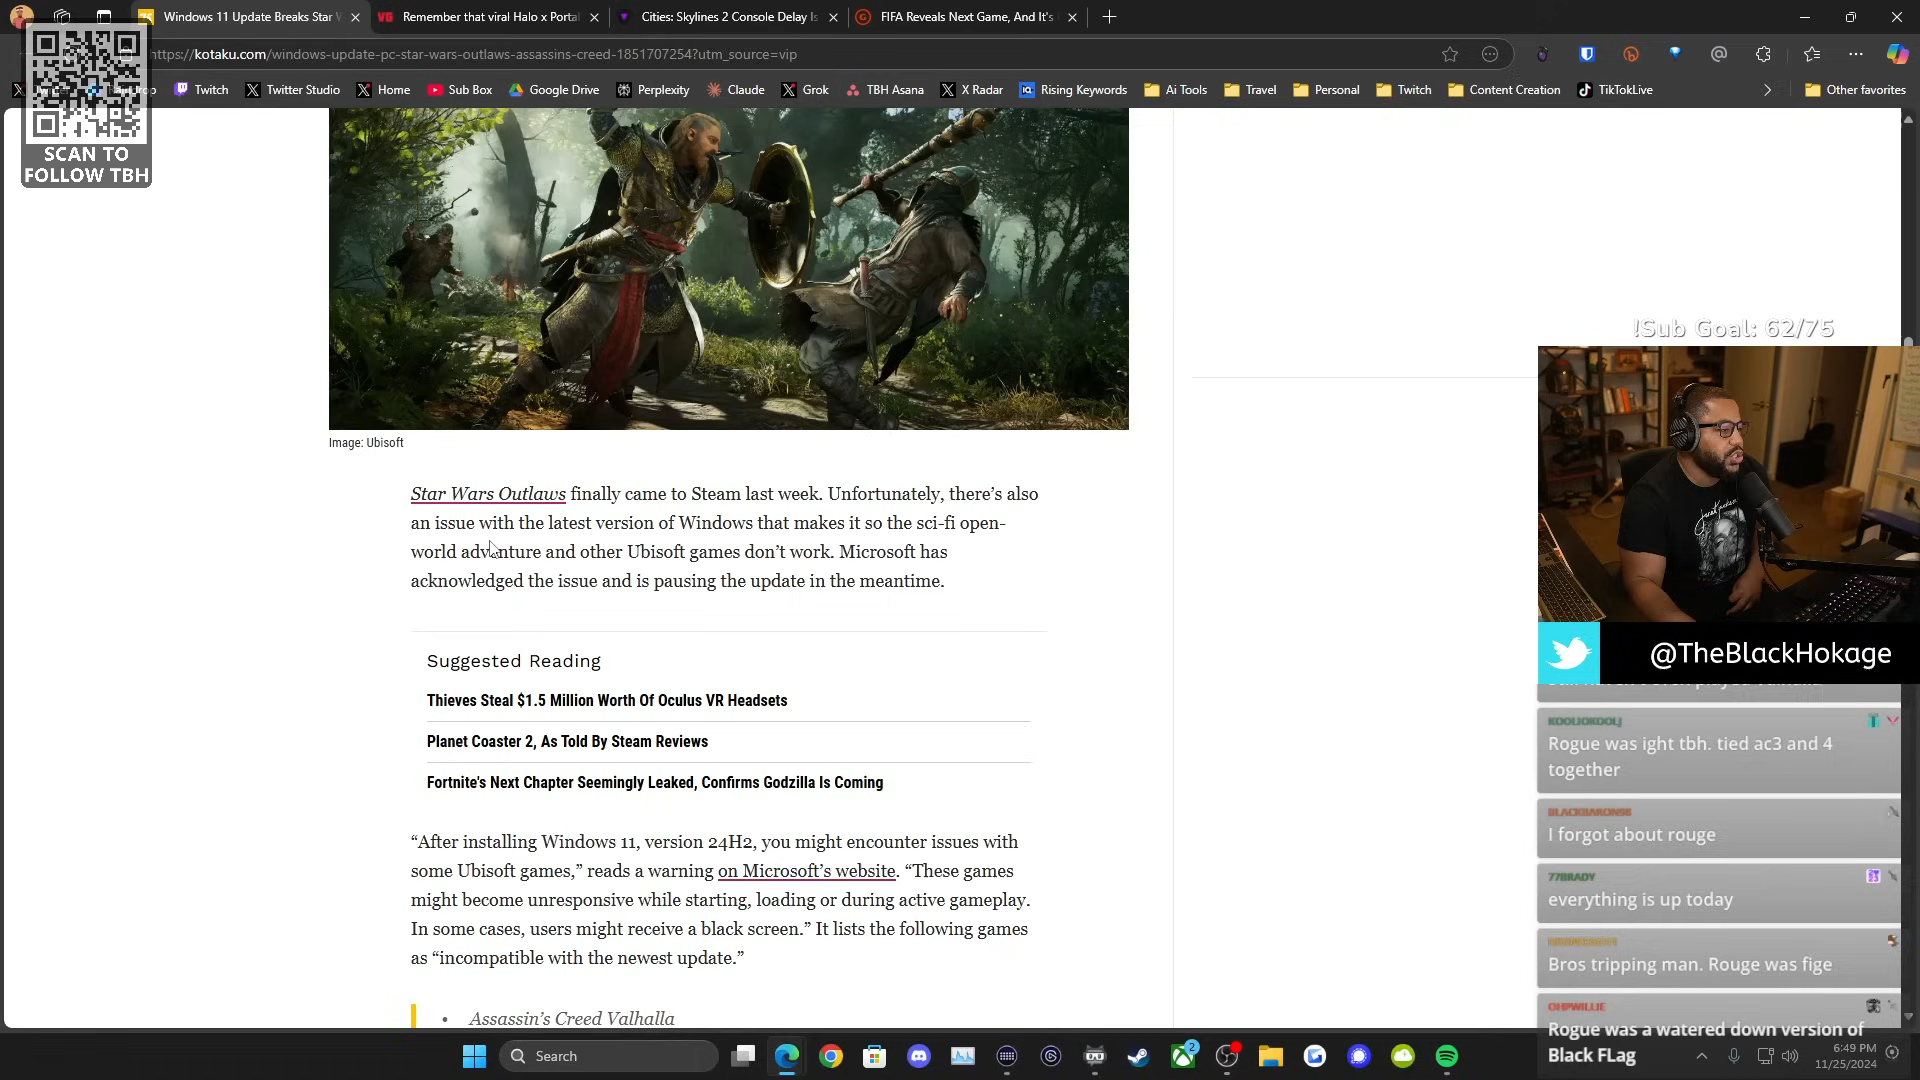 Windows 11 Update Breaks Star W
Remember that viral Halo x Porta
Cities: Skylines 2 Console Delay Is
FIFA Reveals Next Game, And It's
https://kotaku.com/windows-update-pc-star-wars-outlaws-assassins-creed-1851707254?utm_source=vip
Twitch
Twitter Studio
Home
Sub Box
Google Drive
Perplexity
Claude
Grok
TBH Asana
X Radar
Rising Keywords
Ai Tools
Travel
Personal
Twitch
Content Creation
TikTokLive
Other favorites
SCAN TO
FOLLOW TBH
Image: Ubisoft
Star Wars Outlaws finally came to Steam last week. Unfortunately, there's also
an issue with the latest version of Windows that makes it so the sci-fi open-
world adventure and other Ubisoft games don't work. Microsoft has
acknowledged the issue and is pausing the update in the meantime.
Suggested Reading
Thieves Steal $1.5 Million Worth Of Oculus VR Headsets
Planet Coaster 2, As Told By Steam Reviews
Fortnite's Next Chapter Seemingly Leaked, Confirms Godzilla Is Coming
“After installing Windows 11, version 24H2, you might encounter issues with
some Ubisoft games,” reads a warning on Microsoft's website. “These games
might become unresponsive while starting, loading or during active gameplay.
In some cases, users might receive a black screen.” It lists the following games
as “incompatible with the newest update.”
• Assassin's Creed Valhalla
!Sub Goal: 62/75
@TheBlackHokage
KOOLIOKOOLJ
Rogue was ight tbh. tied ac3 and 4
together
BLACKBARON96
I forgot about rouge
77BRADY
everything is up today
Bros tripping man. Rouge was fige
OHPWILLIE
Rogue was a watered down version of
Black FLag
Search
2
6:49 PM
11/25/2024